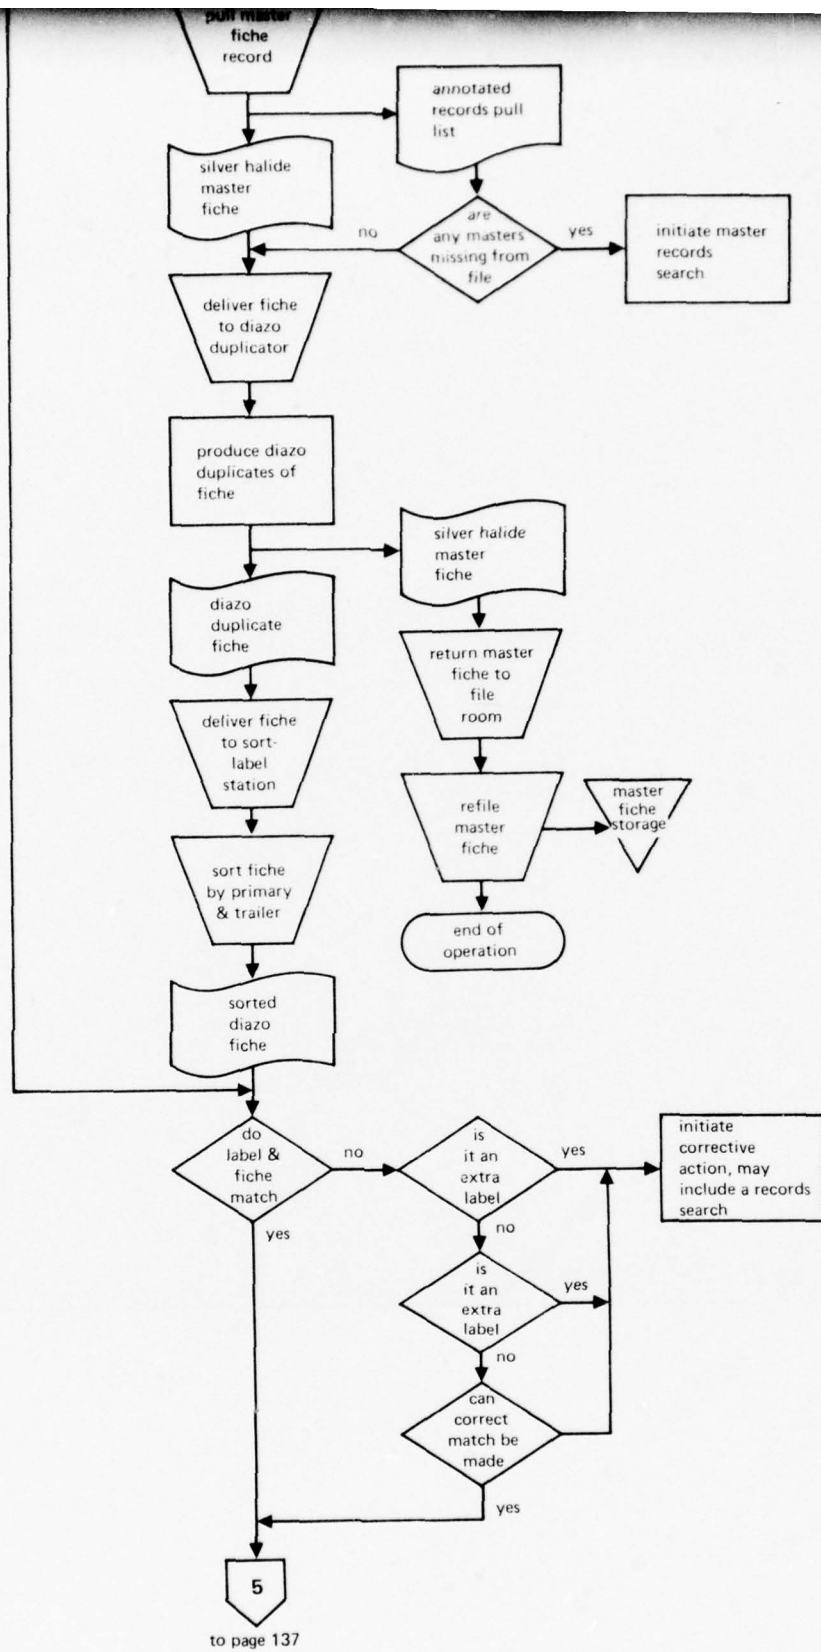 pull master
fiche
record
annotated
records pull
list
silver halide
master
fiche
are
any masters
missing from
file
no
yes
initiate master
records
search
deliver fiche
to diazo
duplicator
produce diazo
duplicates of
fiche
silver halide
master
fiche
diazo
duplicate
fiche
return master
fiche to
file
room
deliver fiche
to sort-
label
station
refile
master
fiche
master
fiche
storage
sort fiche
by primary
& trailer
end of
operation
sorted
diazo
fiche
do
label &
fiche
match
no
yes
is
it an
extra
label
yes
no
initiate
corrective
action, may
include a records
search
is
it an
extra
label
yes
no
can
correct
match be
made
yes
5
to page 137